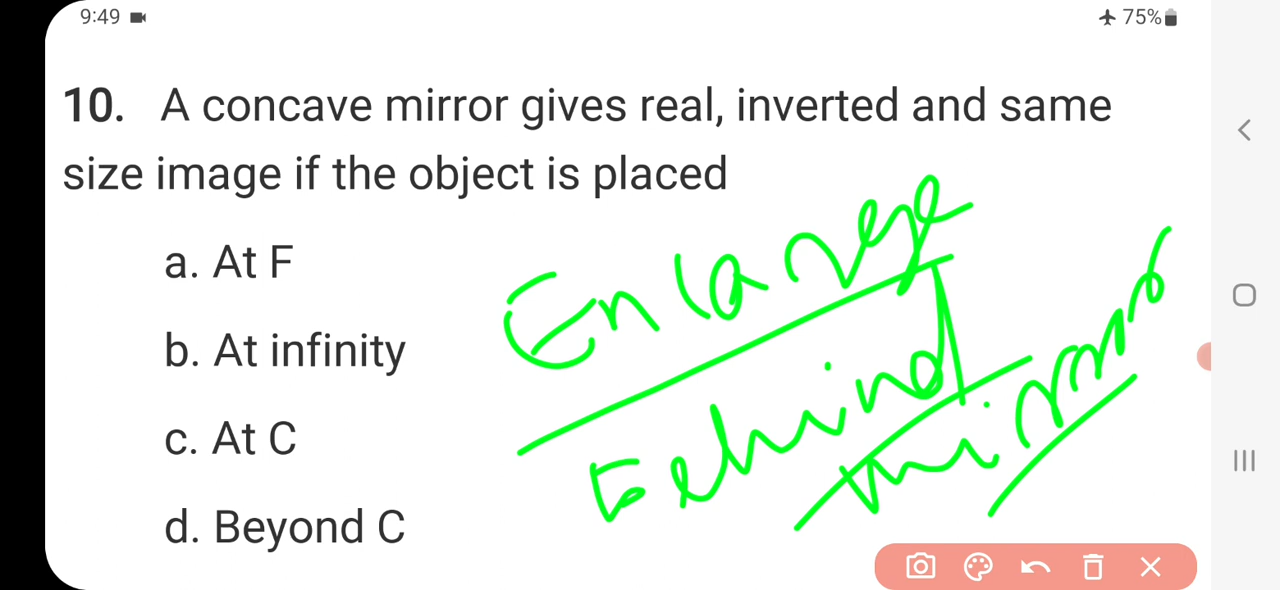 9:49
75%
10. A concave mirror gives real, inverted and same
size image if the object is placed
a. At F
b. At infinity
c. At C
d. Beyond C
Enlarge
Behind
mirror